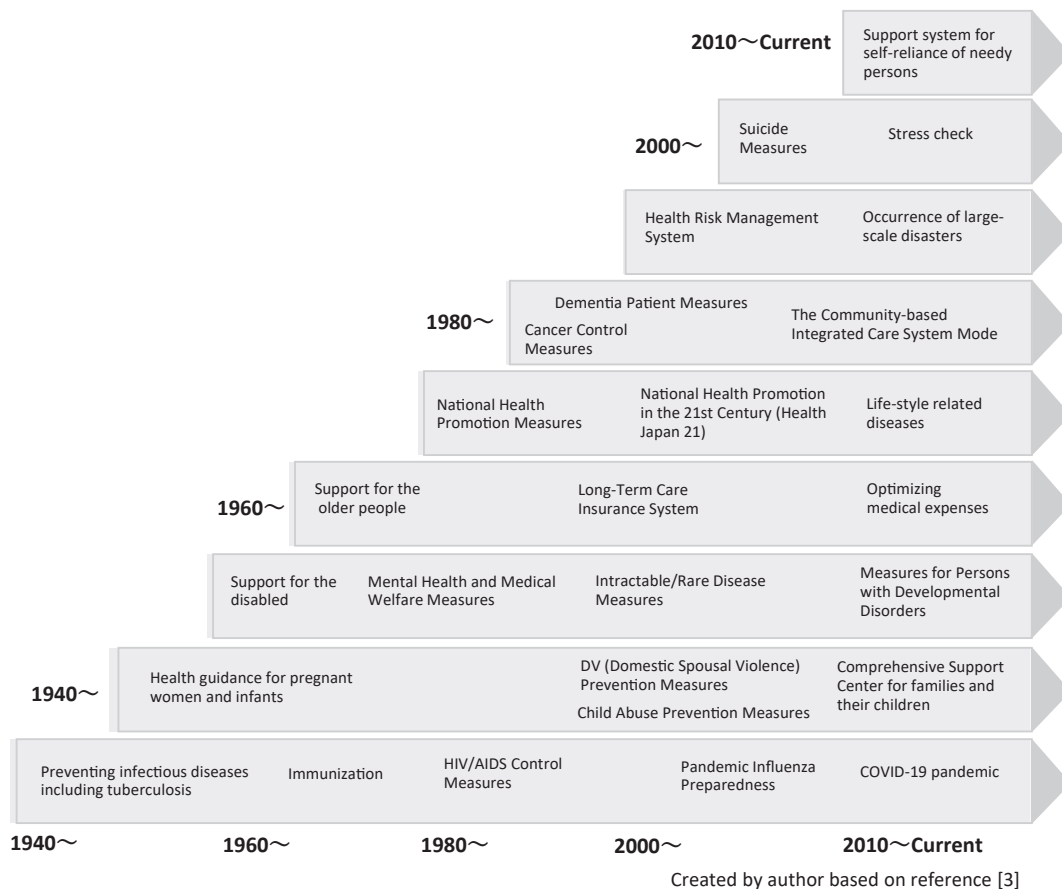 2010～Current
Support system for
self-reliance of needy
persons
2000～
Suicide
Measures
Stress check
Health Risk Management
System
Occurrence of large-
scale disasters
1980～
Dementia Patient Measures
Cancer Control
Measures
The Community-based
Integrated Care System Mode
National Health
Promotion Measures
National Health Promotion
in the 21st Century (Health
Japan 21)
Life-style related
diseases
1960～
Support for the
older people
Long-Term Care
Insurance System
Optimizing
medical expenses
Support for the
disabled
Mental Health and Medical
Welfare Measures
Intractable/Rare Disease
Measures
Measures for Persons
with Developmental
Disorders
1940～
Health guidance for pregnant
women and infants
DV (Domestic Spousal Violence)
Prevention Measures
Child Abuse Prevention Measures
Comprehensive Support
Center for families and
their children
Preventing infectious diseases
including tuberculosis
Immunization
HIV/AIDS Control
Measures
Pandemic Influenza
Preparedness
COVID-19 pandemic
1940～
1960～
1980～
2000～
2010～Current
Created by author based on reference [3]